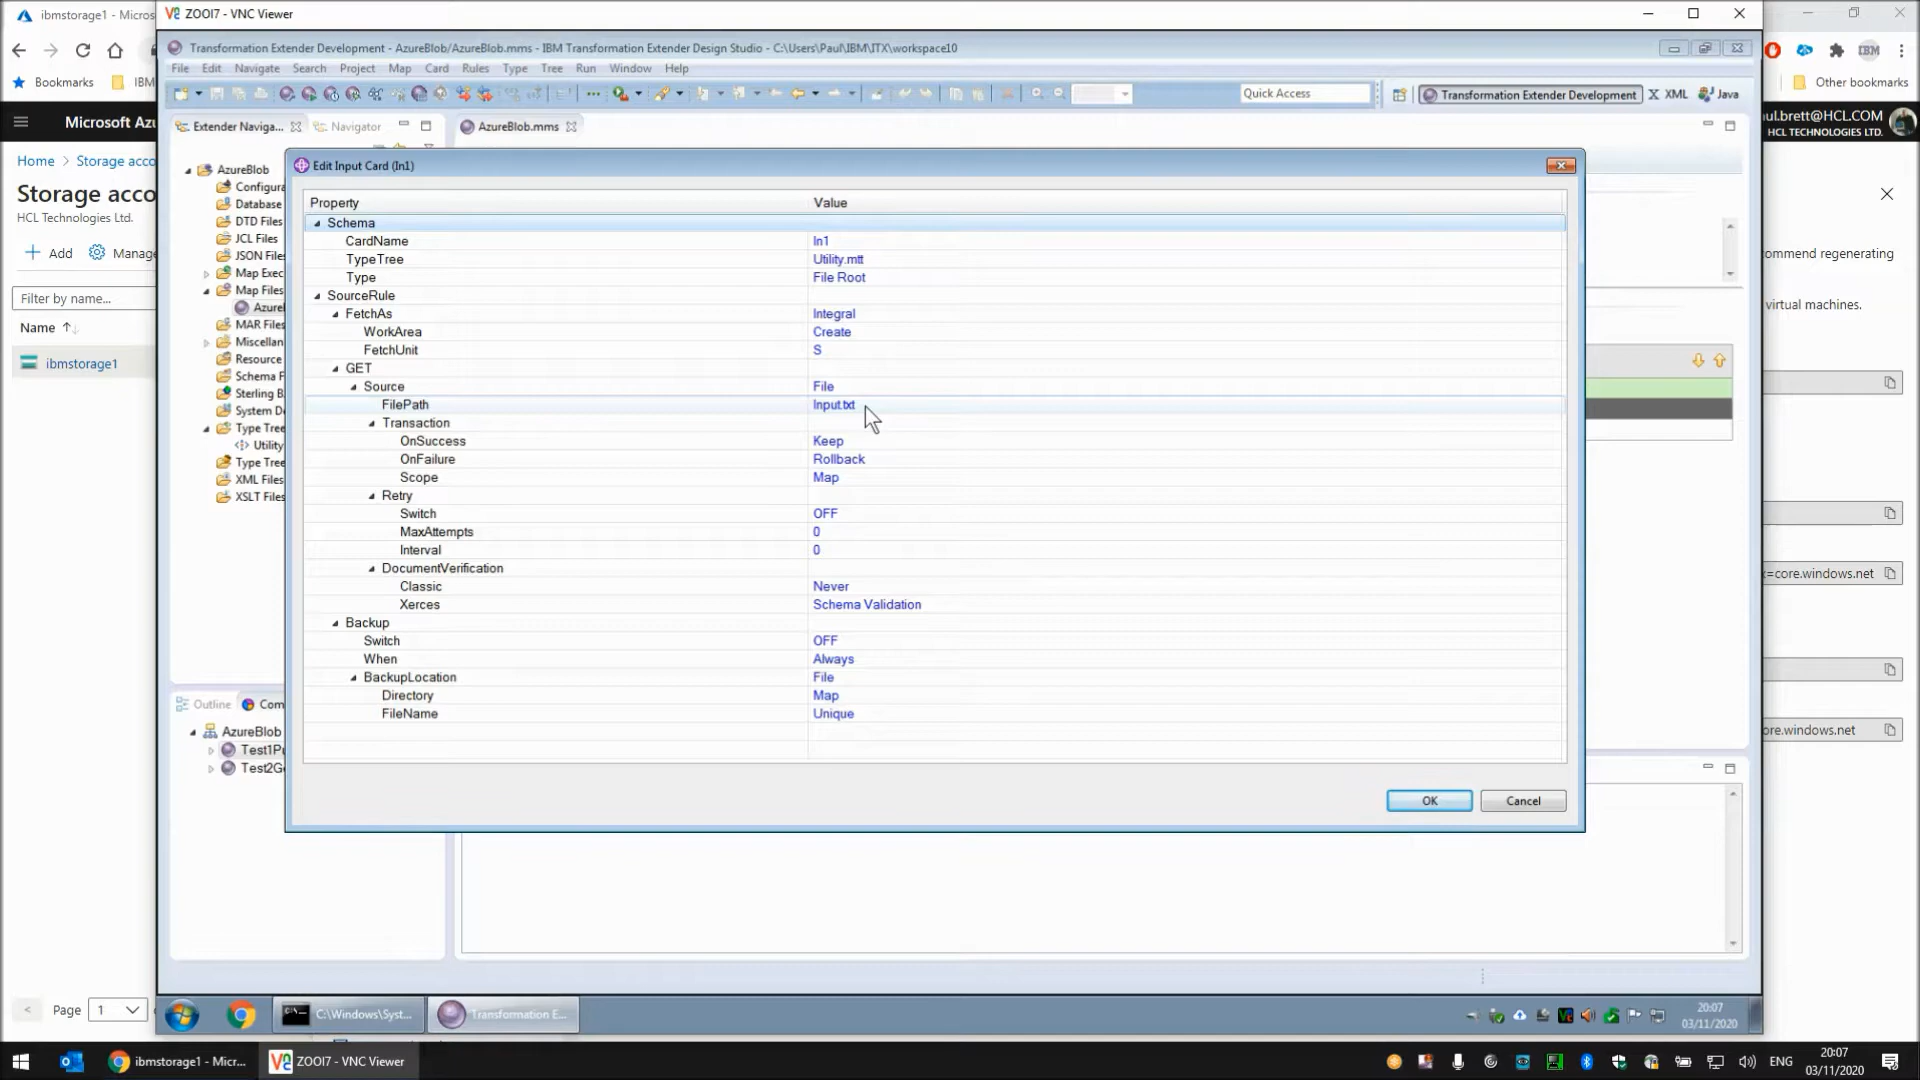 ibmstorage1 - Micros
ZOOI7 - VNC Viewer
Transformation Extender Development - AzureBlob/AzureBlob.mms - IBM Transformation Extender Design Studio - C:\Users\Paul\IBM\ITX\workspace10
File Edit Navigate Search Project Map Card Rules Type Tree Run Window Help
Bookmarks IBM
Other bookmarks
Quick Access
Transformation Extender Development
XML
Java
Microsoft Azu
ul.brett@HCL.COM
HCL TECHNOLOGIES LTD.
Extender Naviga...
Navigator
AzureBlob.mms
Home > Storage acco
Storage acco
HCL Technologies Ltd.
Add
Manage
Filter by name...
Name
ibmstorage1
commend regenerating
virtual machines.
=core.windows.net
ore.windows.net
AzureBlob
Configura
Database
DTD Files
JCL Files
JSON File
Map Exec
Map Files
Azure
MAR Files
Miscellan
Resource
Schema F
Sterling B
System D
Type Tree
Utility
Type Tree
XML Files
XSLT Files
Edit Input Card (In1)
Property Value
Schema
CardName In1
TypeTree Utility.mtt
Type File Root
SourceRule
FetchAs Integral
WorkArea Create
FetchUnit S
GET
Source File
FilePath Input.txt
Transaction
OnSuccess Keep
OnFailure Rollback
Scope Map
Retry
Switch OFF
MaxAttempts 0
Interval 0
DocumentVerification
Classic Never
Xerces Schema Validation
Backup
Switch OFF
When Always
BackupLocation File
Directory Map
FileName Unique
OK
Cancel
Outline
Com
AzureBlob
Test1Pu
Test2G
Page 1
C:\Windows\Syst...
Transformation E...
20:07
03/11/2020
ibmstorage1 - Micr...
ZOOI7 - VNC Viewer
ENG
20:07
03/11/2020